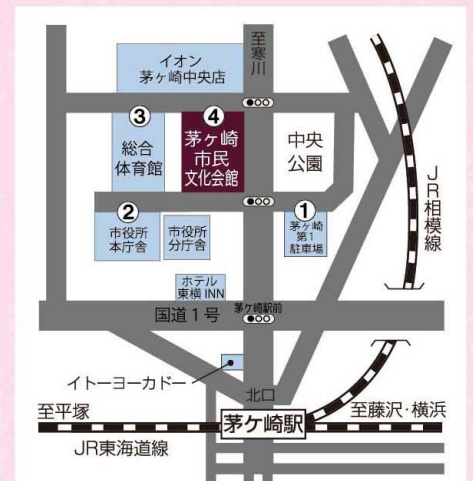 イオン
茅ヶ崎中央店
至寒川
③
総合
体育館
④
茅ヶ崎
市民
文化会館
中央
公園
JR相模線
②
市役所
本庁舎
市役所
分庁舎
①
茅ヶ崎
第1
駐車場
ホテル
東横INN
国道1号
茅ヶ崎駅前
イトーヨーカドー
北口
至平塚
茅ケ崎駅
至藤沢・横浜
JR東海道線